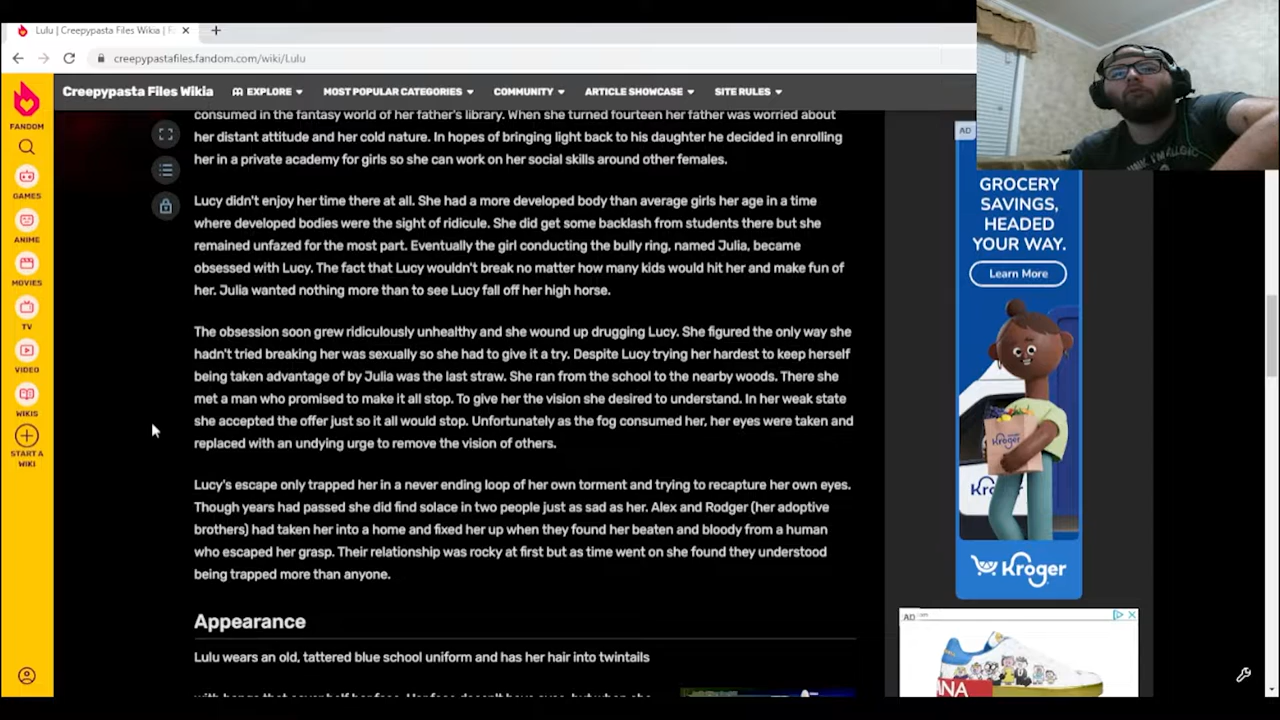 Lulu | Creepypasta Files Wikia |
creepypastafiles.fandom.com/wiki/Lulu
Creepypasta Files Wikia
EXPLORE
MOST POPULAR CATEGORIES
COMMUNITY
ARTICLE SHOWCASE
SITE RULES
FANDOM
GAMES
ANIME
MOVIES
TV
VIDEO
WIKIS
START A
WIKI
consumed in the fantasy world of her father's library. When she turned fourteen her father was worried about
her distant attitude and her cold nature. In hopes of bringing light back to his daughter he decided in enrolling
her in a private academy for girls so she can work on her social skills around other females.
Lucy didn't enjoy her time there at all. She had a more developed body than average girls her age in a time
where developed bodies were the sight of ridicule. She did get some backlash from students there but she
remained unfazed for the most part. Eventually the girl conducting the bully ring, named Julia, became
obsessed with Lucy. The fact that Lucy wouldn't break no matter how many kids would hit her and make fun of
her. Julia wanted nothing more than to see Lucy fall off her high horse.
The obsession soon grew ridiculously unhealthy and she wound up drugging Lucy. She figured the only way she
hadn't tried breaking her was sexually so she had to give it a try. Despite Lucy trying her hardest to keep herself
being taken advantage of by Julia was the last straw. She ran from the school to the nearby woods. There she
met a man who promised to make it all stop. To give her the vision she desired to understand. In her weak state
she accepted the offer just so it all would stop. Unfortunately as the fog consumed her, her eyes were taken and
replaced with an undying urge to remove the vision of others.
Lucy's escape only trapped her in a never ending loop of her own torment and trying to recapture her own eyes.
Though years had passed she did find solace in two people just as sad as her. Alex and Rodger (her adoptive
brothers) had taken her into a home and fixed her up when they found her beaten and bloody from a human
who escaped her grasp. Their relationship was rocky at first but as time went on she found they understood
being trapped more than anyone.
Appearance
Lulu wears an old, tattered blue school uniform and has her hair into twintails
AD
GROCERY
SAVINGS,
HEADED
YOUR WAY.
Learn More
Kroger
Kroger
AD